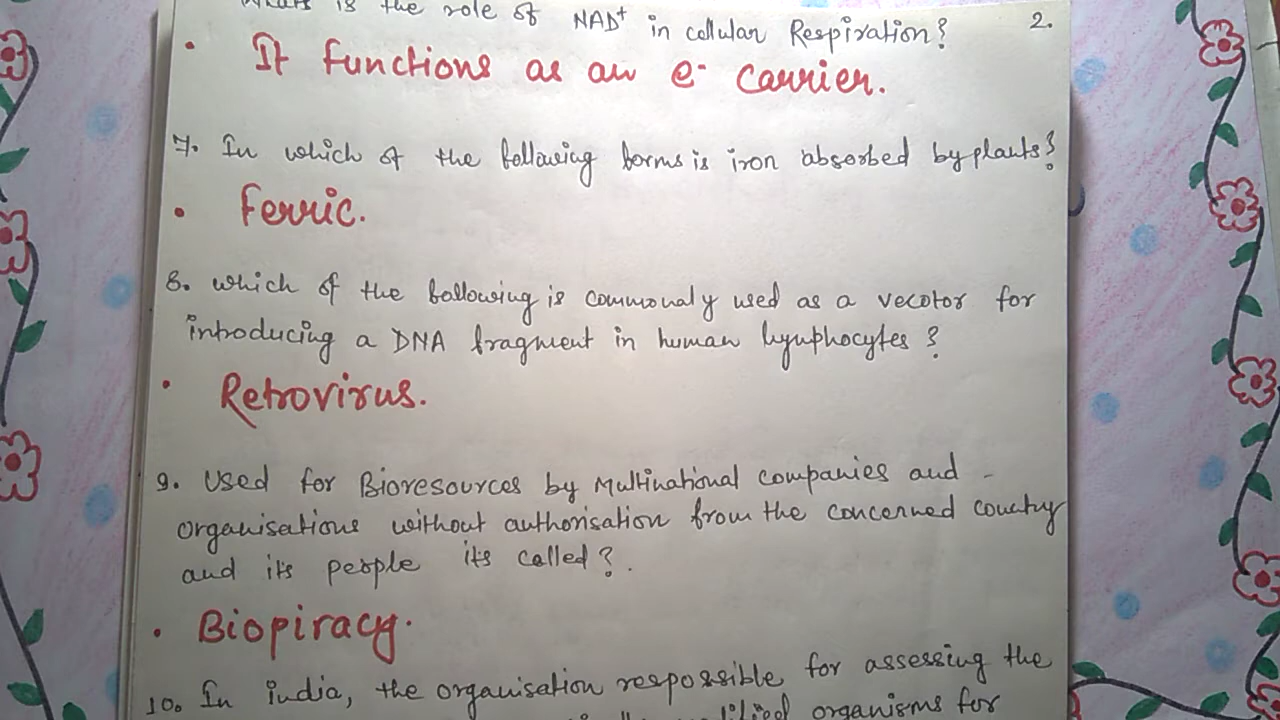 is the role of NAD+ in cellular Respiration?
2.
• It functions as an e- carrier.
7. In which of the following forms is iron absorbed by plants?
• Ferric.
8. which of the following is commonaly used as a vecotor for
introducing a DNA fragment in human lymphocytes?
• Retrovirus.
9. Used for Bioresources by Multinational companies and -
organisations without authorisation from the concerned country
and its people its called?.
• Biopiracy.
10. In india, the organisation responsible for assessing the
organisms for